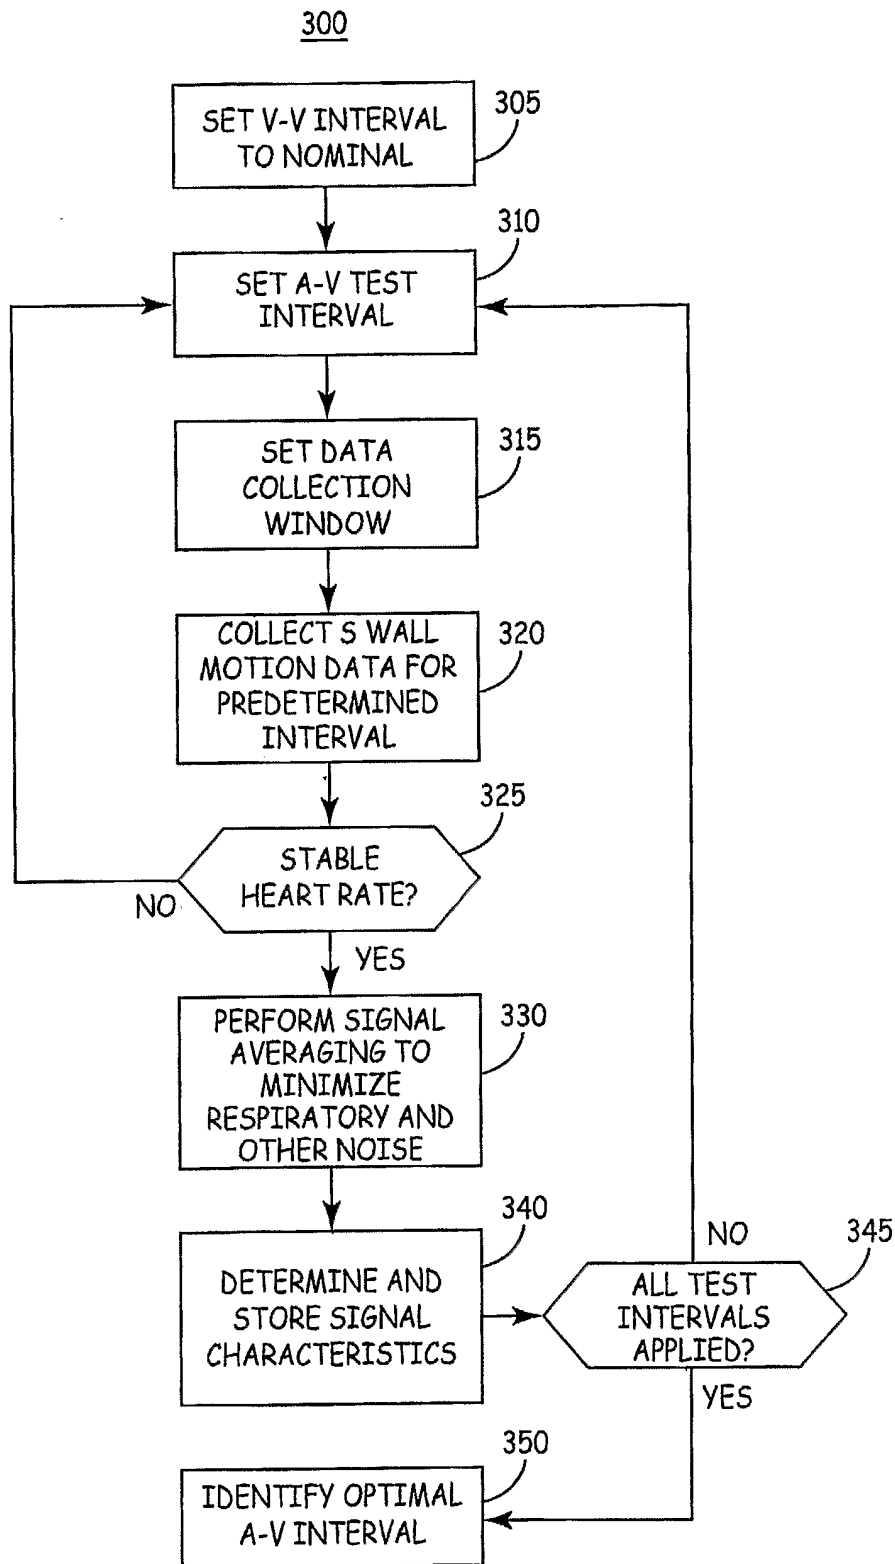 300
SET V-V INTERVAL
TO NOMINAL
305
SET A-V TEST
INTERVAL
310
SET DATA
COLLECTION
WINDOW
315
COLLECT S WALL
MOTION DATA FOR
PREDETERMINED
INTERVAL
320
STABLE
HEART RATE?
325
NO
YES
PERFORM SIGNAL
AVERAGING TO
MINIMIZE
RESPIRATORY AND
OTHER NOISE
330
DETERMINE AND
STORE SIGNAL
CHARACTERISTICS
340
ALL TEST
INTERVALS
APPLIED?
345
NO
YES
IDENTIFY OPTIMAL
A-V INTERVAL
350